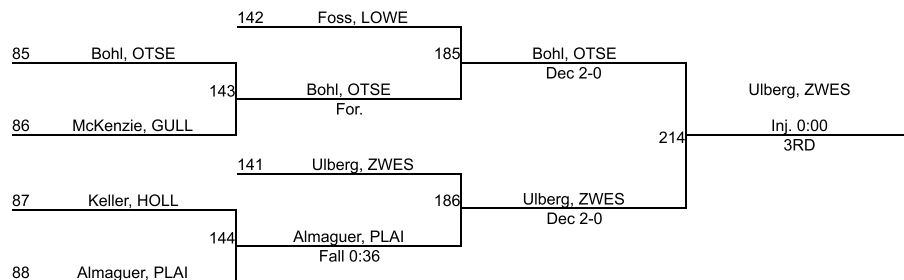 142 Foss, LOWE
85 Bohl, OTSE
185 Bohl, OTSE
Dec 2-0
143 Bohl, OTSE
For.
Ulberg, ZWES
86 McKenzie, GULL
Inj. 0:00
214
3RD
141 Ulberg, ZWES
87 Keller, HOLL
186 Ulberg, ZWES
Dec 2-0
144 Almaguer, PLAI
Fall 0:36
88 Almaguer, PLAI